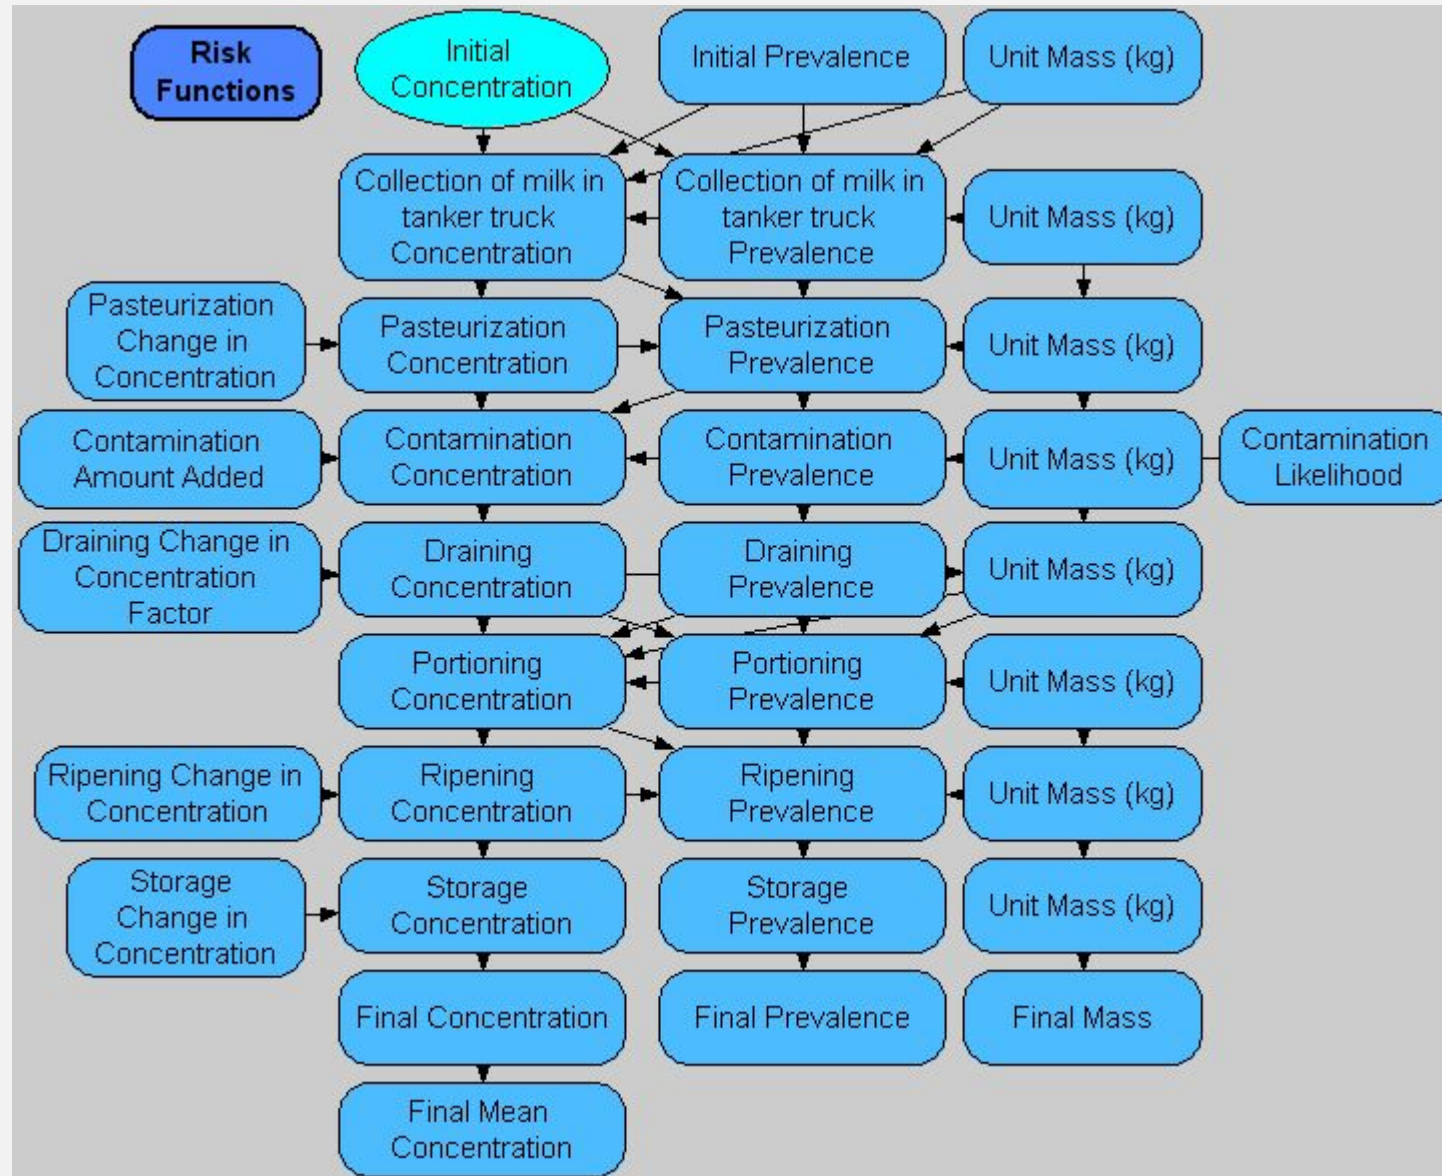 Risk
Functions
Initial
Concentration
Initial Prevalence
Unit Mass (kg)
Collection of milk in
tanker truck
Concentration
Collection of milk in
tanker truck
Prevalence
Unit Mass (kg)
Pasteurization
Change in
Concentration
Pasteurization
Concentration
Pasteurization
Prevalence
Unit Mass (kg)
Contamination
Amount Added
Contamination
Concentration
Contamination
Prevalence
Unit Mass (kg)
Contamination
Likelihood
Draining Change in
Concentration
Factor
Draining
Concentration
Draining
Prevalence
Unit Mass (kg)
Portioning
Concentration
Portioning
Prevalence
Unit Mass (kg)
Ripening Change in
Concentration
Ripening
Concentration
Ripening
Prevalence
Unit Mass (kg)
Storage
Change in
Concentration
Storage
Concentration
Storage
Prevalence
Unit Mass (kg)
Final Concentration
Final Prevalence
Final Mass
Final Mean
Concentration